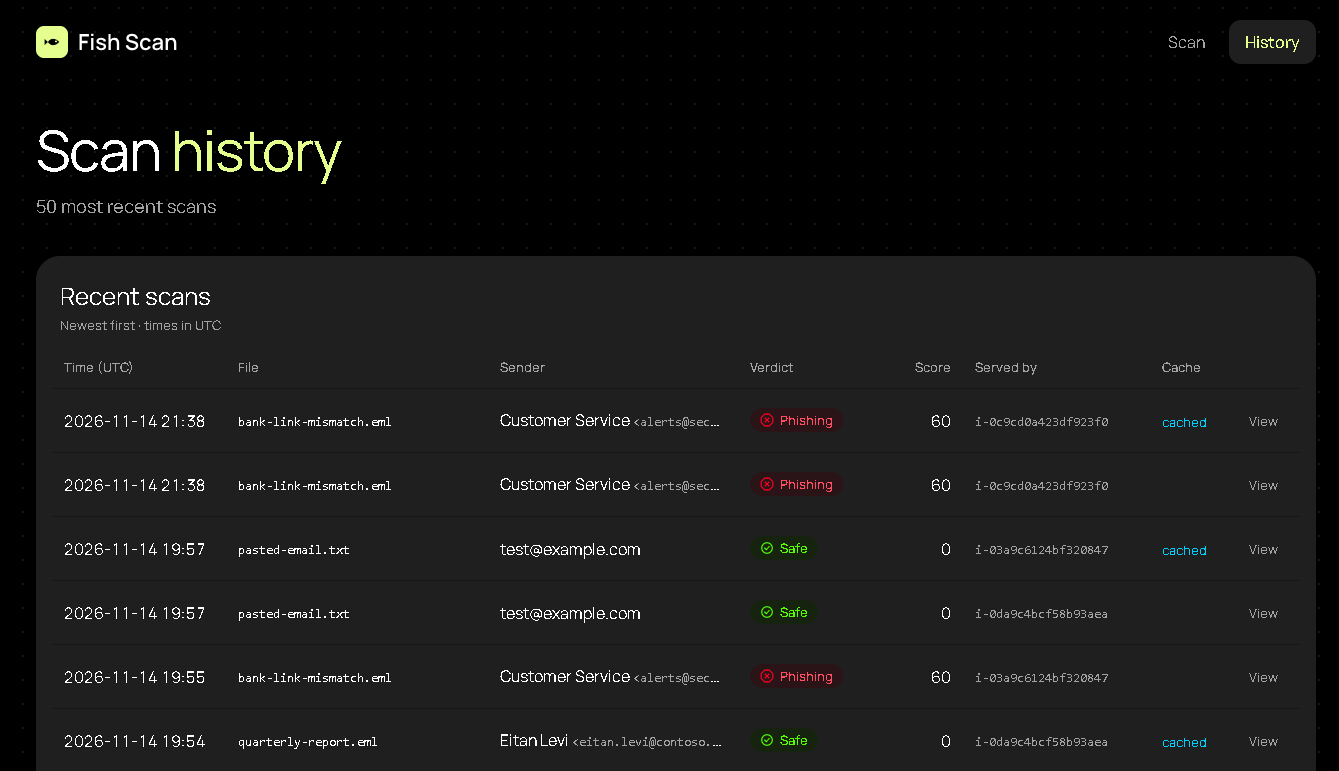 Fish Scan
Scan
History
Scan history
50 most recent scans
Recent scans
Newest first · times in UTC
Time (UTC) File Sender Verdict Score Served by Cache
2026-11-14 21:38 bank-link-mismatch.eml Customer Service <alerts@sec… Phishing 60 i-0c9cd0a423df923f0 cached View
2026-11-14 21:38 bank-link-mismatch.eml Customer Service <alerts@sec… Phishing 60 i-0c9cd0a423df923f0 View
2026-11-14 19:57 pasted-email.txt test@example.com Safe 0 i-03a9c6124bf320847 cached View
2026-11-14 19:57 pasted-email.txt test@example.com Safe 0 i-0da9c4bcf58b93aea View
2026-11-14 19:55 bank-link-mismatch.eml Customer Service <alerts@sec… Phishing 60 i-03a9c6124bf320847 View
2026-11-14 19:54 quarterly-report.eml Eitan Levi <eitan.levi@contoso.… Safe 0 i-0da9c4bcf58b93aea cached View